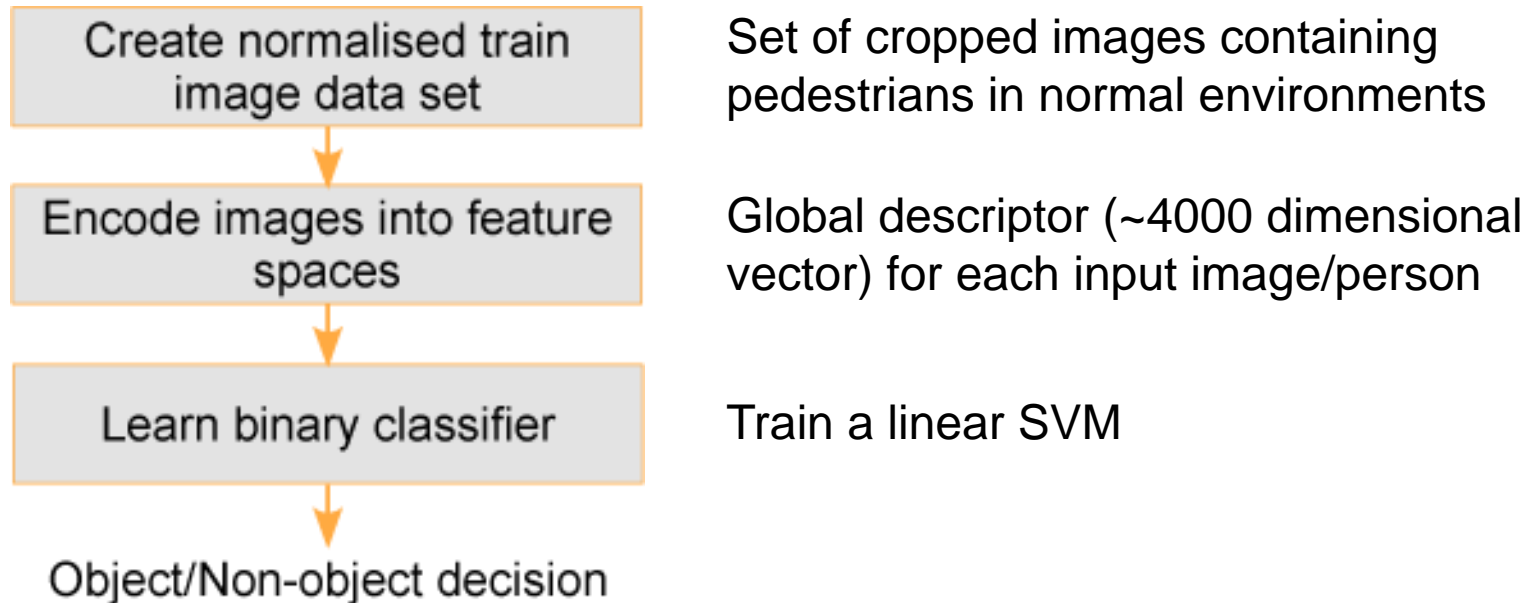 Create normalised train
image data set
Set of cropped images containing
pedestrians in normal environments
Encode images into feature
spaces
Global descriptor (~4000 dimensional
vector) for each input image/person
Learn binary classifier
Train a linear SVM
Object/Non-object decision